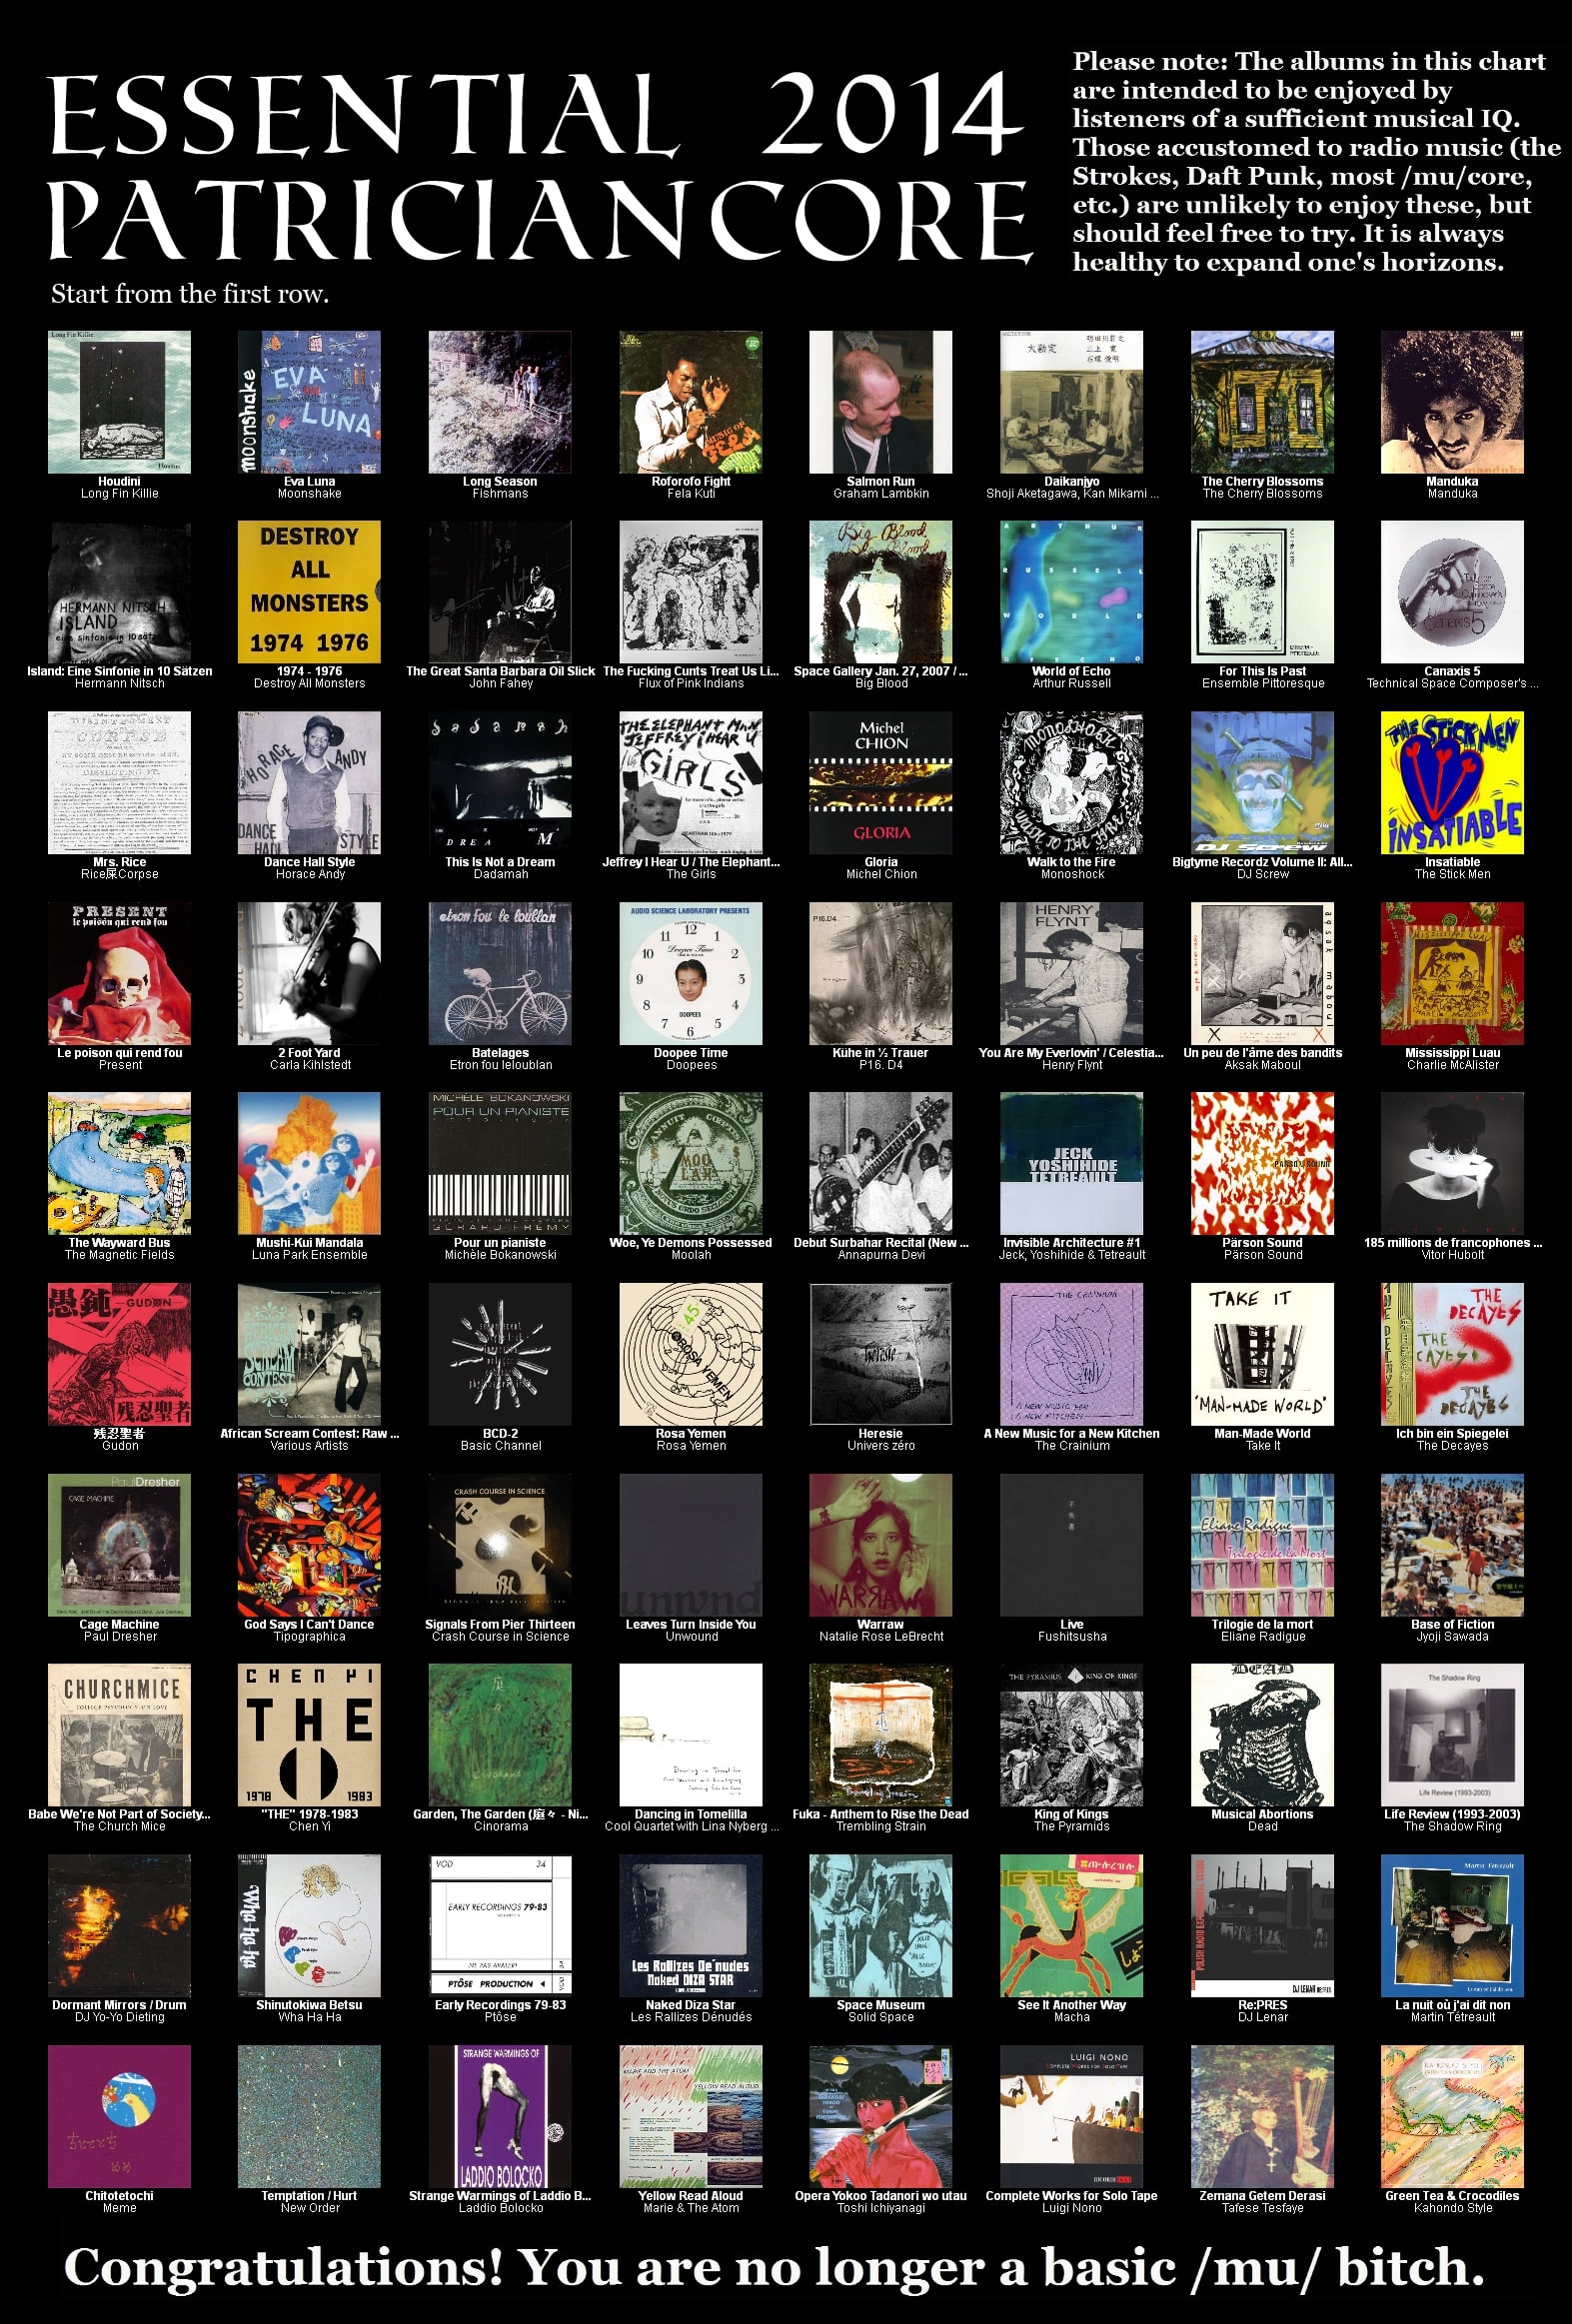 ESSENTIAL 2014
PATRICIANCORE
Please note: The albums in this chart
are intended to be enjoyed by
listeners of a sufficient musical IQ.
Those accustomed to radio music (the
Strokes, Daft Punk, most /mu/core,
etc.) are unlikely to enjoy these, but
should feel free to try. It is always
healthy to expand one's horizons.
Start from the first row.
Houdini
Long Fin Killie
Eva Luna
Moonshake
Long Season
Fishmans
Roforofo Fight
Fela Kuti
Salmon Run
Graham Lambkin
Daikanjyo
Shoji Aketagawa, Kan Mikami ...
The Cherry Blossoms
The Cherry Blossoms
Manduka
Manduka
Island: Eine Sinfonie in 10 Sätzen
Hermann Nitsch
1974 - 1976
Destroy All Monsters
The Great Santa Barbara Oil Slick
John Fahey
The Fucking Cunts Treat Us Li...
Flux of Pink Indians
Space Gallery Jan. 27, 2007 / ...
Big Blood
World of Echo
Arthur Russell
For This Is Past
Ensemble Pittoresque
Canaxis 5
Technical Space Composer's ...
Mrs. Rice
Rice屎Corpse
Dance Hall Style
Horace Andy
This Is Not a Dream
Dadamah
Jeffrey I Hear U / The Elephant...
The Girls
Gloria
Michel Chion
Walk to the Fire
Monoshock
Bigtyme Recordz Volume II: All...
DJ Screw
Insatiable
The Stick Men
Le poison qui rend fou
Present
2 Foot Yard
Carla Kihlstedt
Batelages
Etron fou leloublan
Doopee Time
Doopees
Kühe in ½ Trauer
P16. D4
You Are My Everlovin' / Celestia...
Henry Flynt
Un peu de l'âme des bandits
Aksak Maboul
Mississippi Luau
Charlie McAlister
The Wayward Bus
The Magnetic Fields
Mushi-Kui Mandala
Luna Park Ensemble
Pour un pianiste
Michèle Bokanowski
Woe, Ye Demons Possessed
Moolah
Debut Surbahar Recital (New ...
Annapurna Devi
Invisible Architecture #1
Jeck, Yoshihide & Tetreault
Pärson Sound
Pärson Sound
185 millions de francophones ...
Vitor Hubolt
残忍聖者
Gudon
African Scream Contest: Raw ...
Various Artists
BCD-2
Basic Channel
Rosa Yemen
Rosa Yemen
Heresie
Univers zéro
A New Music for a New Kitchen
The Crainium
Man-Made World
Take It
Ich bin ein Spiegelei
The Decayes
Cage Machine
Paul Dresher
God Says I Can't Dance
Tipographica
Signals From Pier Thirteen
Crash Course in Science
Leaves Turn Inside You
Unwound
Warraw
Natalie Rose LeBrecht
Live
Fushitsusha
Trilogie de la mort
Eliane Radigue
Base of Fiction
Jyoji Sawada
Babe We're Not Part of Society...
The Church Mice
"THE" 1978-1983
Chen Yi
Garden, The Garden (庭々 - Ni...
Cinorama
Dancing in Tomelilla
Cool Quartet with Lina Nyberg ...
Fuka - Anthem to Rise the Dead
Trembling Strain
King of Kings
The Pyramids
Musical Abortions
Dead
Life Review (1993-2003)
The Shadow Ring
Dormant Mirrors / Drum
DJ Yo-Yo Dieting
Shinutokiwa Betsu
Wha Ha Ha
Early Recordings 79-83
Ptôse
Naked Diza Star
Les Rallizes Dénudés
Space Museum
Solid Space
See It Another Way
Macha
Re:PRES
DJ Lenar
La nuit où j'ai dit non
Martin Tétreault
Chitotetochi
Meme
Temptation / Hurt
New Order
Strange Warmings of Laddio B...
Laddio Bolocko
Yellow Read Aloud
Marie & The Atom
Opera Yokoo Tadanori wo utau
Toshi Ichiyanagi
Complete Works for Solo Tape
Luigi Nono
Zemana Getem Derasi
Tafese Tesfaye
Green Tea & Crocodiles
Kahondo Style
Congratulations! You are no longer a basic /mu/ bitch.